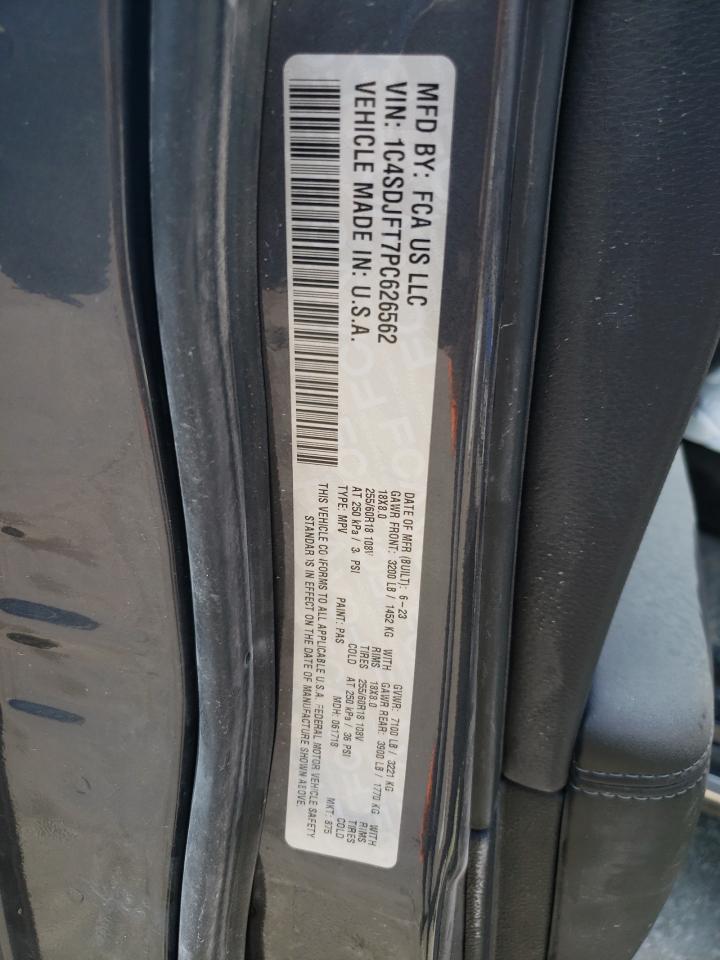 MFD BY: FCA US LLC
VIN: 1C4SDJFT7PC626562
VEHICLE MADE IN: U.S.A.
DATE OF MFR (BUILT): 6-23 GVWR: 7100 LB / 3221 KG
GAWR FRONT: 3200 LB / 1452 KG WITH GAWR REAR: 3900 LB / 1770 KG WITH
18X8.0 RIMS 18X8.0 RIMS
255/60R18 108V TIRES 255/60R18 108V TIRES
AT 250 kPa / PSI COLD AT 250 kPa / 36 PSI COLD
TYPE: MPV PAINT: PAS MDH: 061718 MKT: 875
THIS VEHICLE TO ALL APPLICABLE U.S.A. FEDERAL MOTOR VEHICLE SAFETY
IN EFFECT ON THE DATE OF MANUFACTURE SHOWN ABOVE.